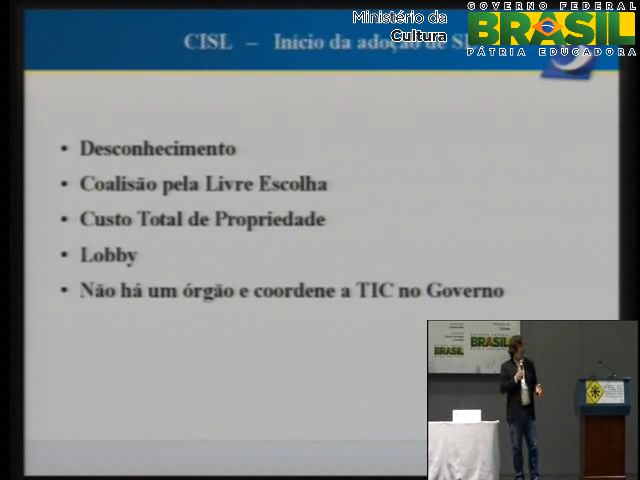 Ministério da
Cultura
GOVERNO FEDERAL
BRASIL
PÁTRIA EDUCADORA
CISL – Início da adoção de
• Desconhecimento
• Coalisão pela Livre Escolha
• Custo Total de Propriedade
• Lobby
• Não há um órgão e coordene a TIC no Governo
BRASIL
BRASIL